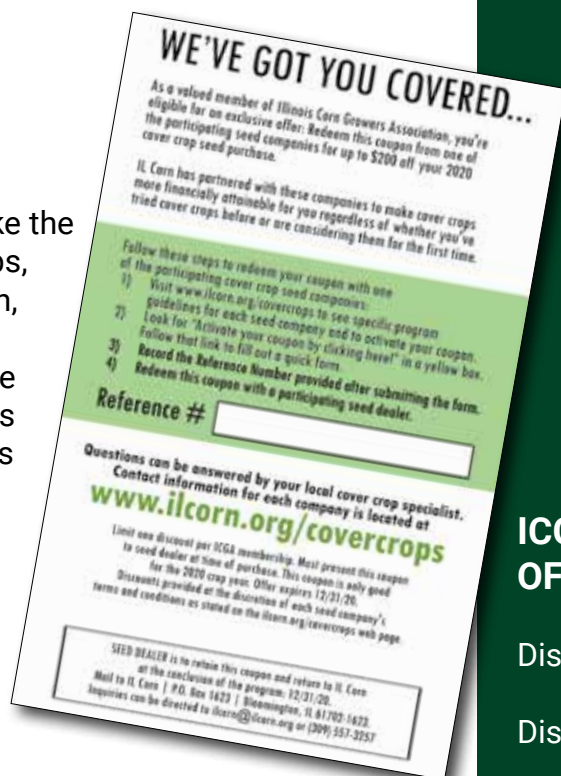 WE'VE GOT YOU COVERED...
As a valued member of Illinois Corn Growers Association, you're
eligible for an exclusive offer: Redeem this coupon from one of
the participating seed companies for up to $200 off your 2020
cover crop seed purchase.
IL Corn has partnered with these companies to make cover crops
more financially attainable for you regardless of whether you've
tried cover crops before or are considering them for the first time.
Follow these steps to redeem your coupon with one
of the participating cover crop seed companies:
1) Visit www.ilcorn.org/covercrops to see specific program
guidelines for each seed company and to activate your coupon.
2) Look for "Activate your coupon by clicking here!" in a yellow box.
Follow that link to fill out a quick form.
3) Record the Reference Number provided after submitting the form.
4) Redeem this coupon with a participating seed dealer.
Reference #
Questions can be answered by your local cover crop specialist.
Contact information for each company is located at
www.ilcorn.org/covercrops
Limit one discount per ICGA membership. Must present this coupon
to seed dealer at time of purchase. This coupon is only good
for the 2020 crop year. Offer expires 12/31/20.
Discounts provided at the discretion of each seed company's
terms and conditions as stated on the ilcorn.org/covercrops web page.
SEED DEALER is to retain this coupon and return to IL Corn
at the conclusion of the program: 12/31/20.
Mail to IL Corn | P.O. Box 1623 | Bloomington, IL 61702-1623.
Inquiries can be directed to ilcorn@ilcorn.org or (309) 557-3257
ke the
ps,
n,
e
s
s
ICG
OF
Dis
Dis